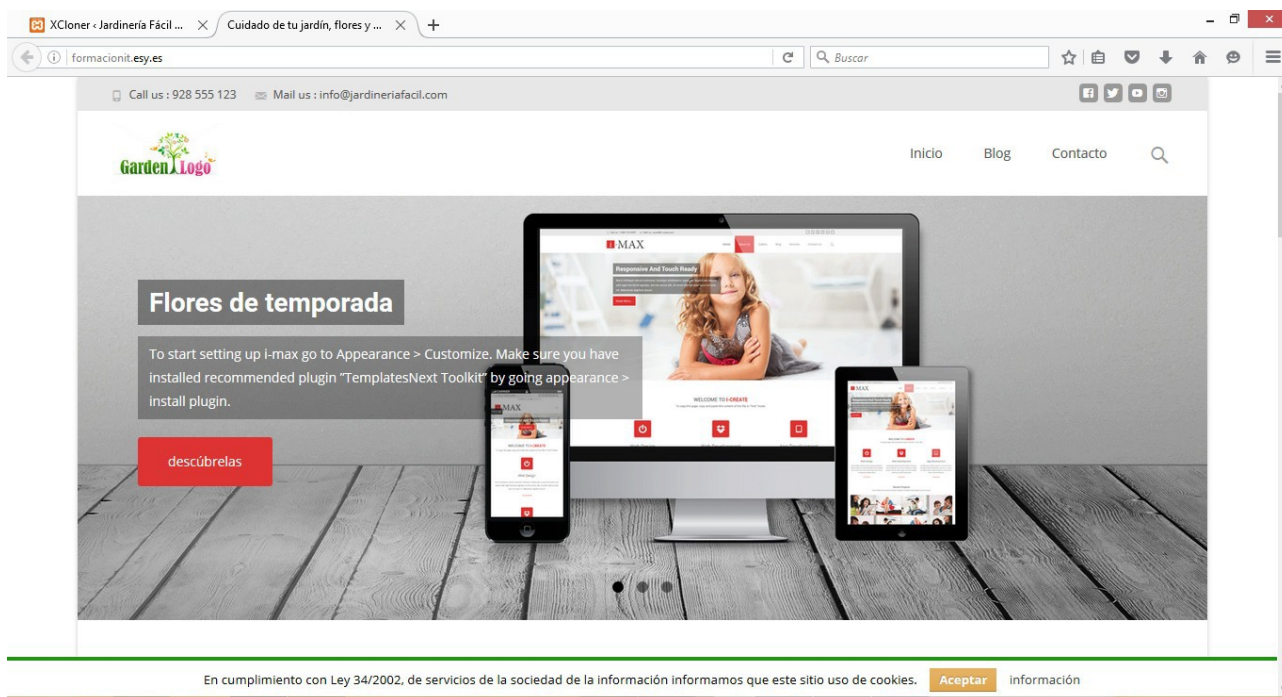 XCloner ‹ Jardinería Fácil ...
Cuidado de tu jardín, flores y ...
formacionit.esy.es
Buscar
Call us : 928 555 123
Mail us : info@jardineriafacil.com
Garden Logo
Inicio
Blog
Contacto
I-MAX
Responsive And Touch Ready
Flores de temporada
To start setting up i-max go to Appearance > Customize. Make sure you have
installed recommended plugin “TemplatesNext Toolkit” by going appearance >
install plugin.
WELCOME TO I-CREATE
descúbrelas
En cumplimiento con Ley 34/2002, de servicios de la sociedad de la información informamos que este sitio uso de cookies.
Aceptar
información